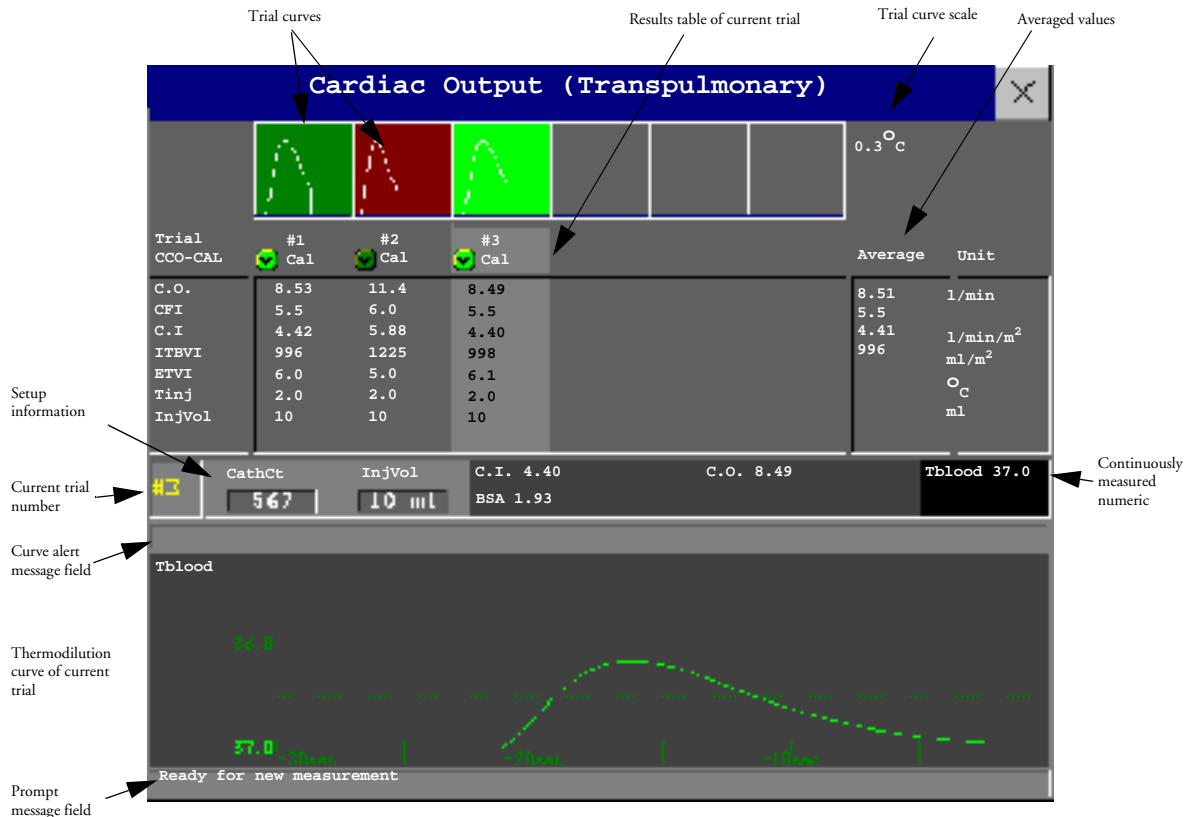 Trial curves
Results table of current trial
Trial curve scale
Averaged values
Cardiac Output (Transpulmonary)
0.3°C
Trial #1 #2 #3
CCO-CAL Cal Cal Cal Average Unit
C.O. 8.53 11.4 8.49 8.51 l/min
CFI 5.5 6.0 5.5 5.5
C.I 4.42 5.88 4.40 4.41 l/min/m²
ITBVI 996 1225 998 996 ml/m²
ETVI 6.0 5.0 6.1
Tinj 2.0 2.0 2.0 °C
InjVol 10 10 10 ml
Setup
information
Current trial
number
#3
CathCt InjVol C.I. 4.40 C.O. 8.49 Tblood 37.0
567 10 ml BSA 1.93
Continuously
measured
numeric
Curve alert
message field
Tblood
36.8
Thermodilution
curve of current
trial
37.0
-30sec -20sec -10sec
Ready for new measurement
Prompt
message field